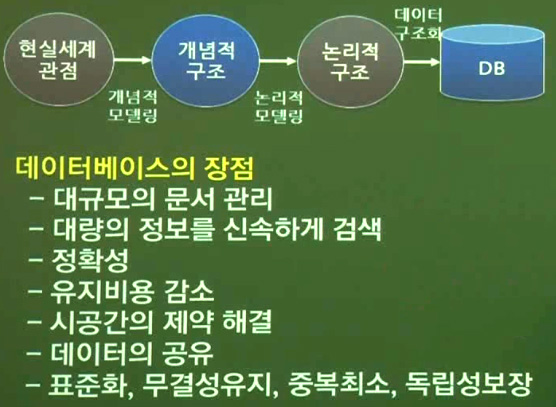 현실세계
관점
개념적
모델링
개념적
구조
논리적
모델링
논리적
구조
데이터
구조화
DB
데이터베이스의 장점
– 대규모의 문서 관리
– 대량의 정보를 신속하게 검색
– 정확성
– 유지비용 감소
– 시공간의 제약 해결
– 데이터의 공유
– 표준화, 무결성유지, 중복최소, 독립성보장